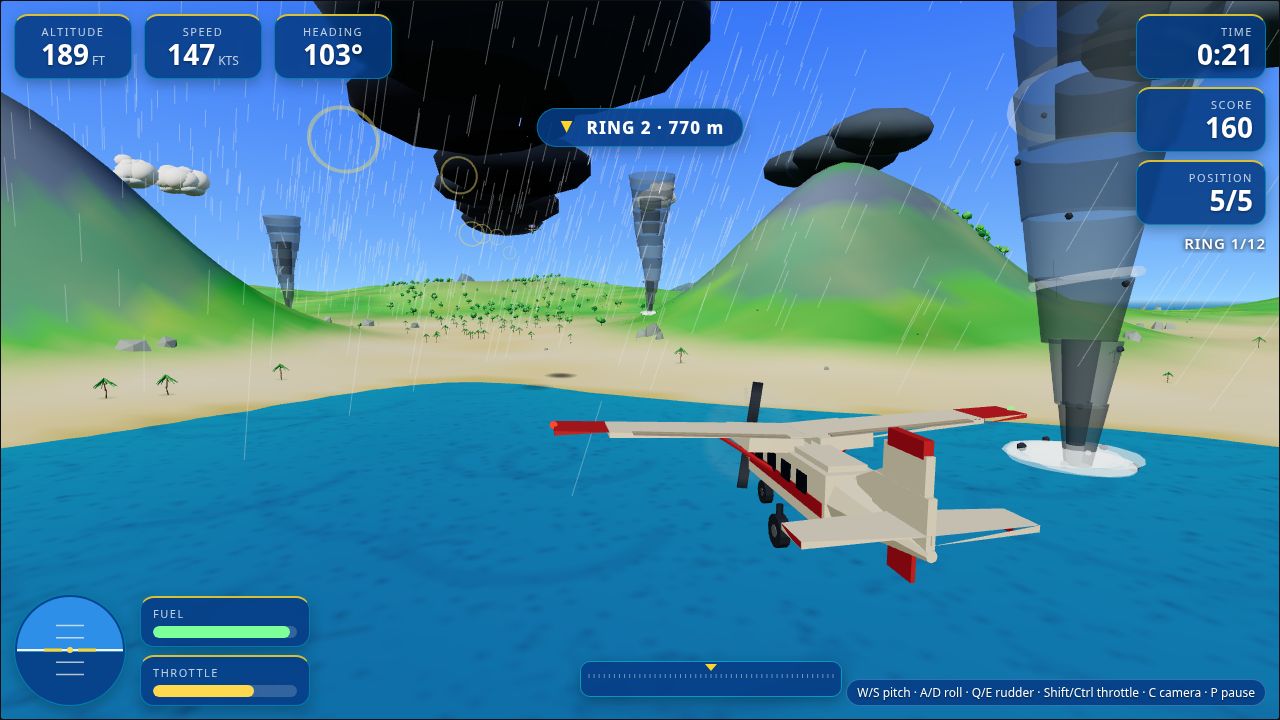 ALTITUDE
189 FT
SPEED
147 KTS
HEADING
103°
RING 2 · 770 m
TIME
0:21
SCORE
160
POSITION
5/5
RING 1/12
FUEL
THROTTLE
W/S pitch · A/D roll · Q/E rudder · Shift/Ctrl throttle · C camera · P pause